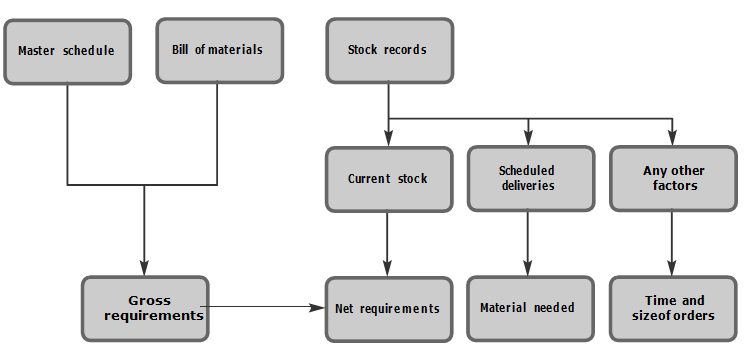 Master schedule
Bill of materials
Stock records
Current stock
Scheduled
deliveries
Any other
factors
Gross
requirements
Net requirements
Material needed
Time and
sizeof orders